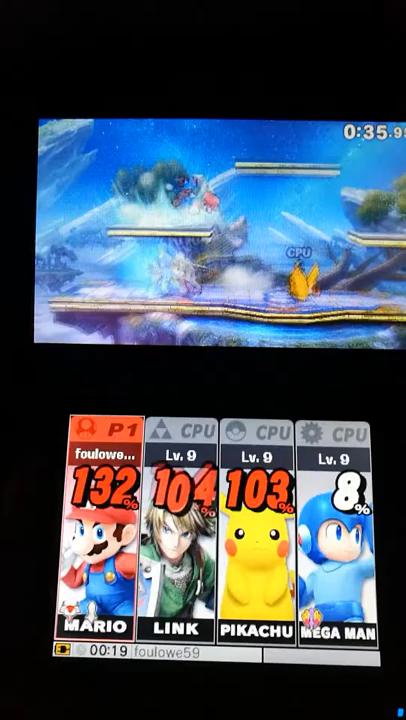 0:35.9
CPU
P1
CPU
CPU
CPU
foulowe...
Lv. 9
Lv. 9
Lv. 9
132%
104%
103%
8%
MARIO
LINK
PIKACHU
MEGA MAN
00:19 foulowe59